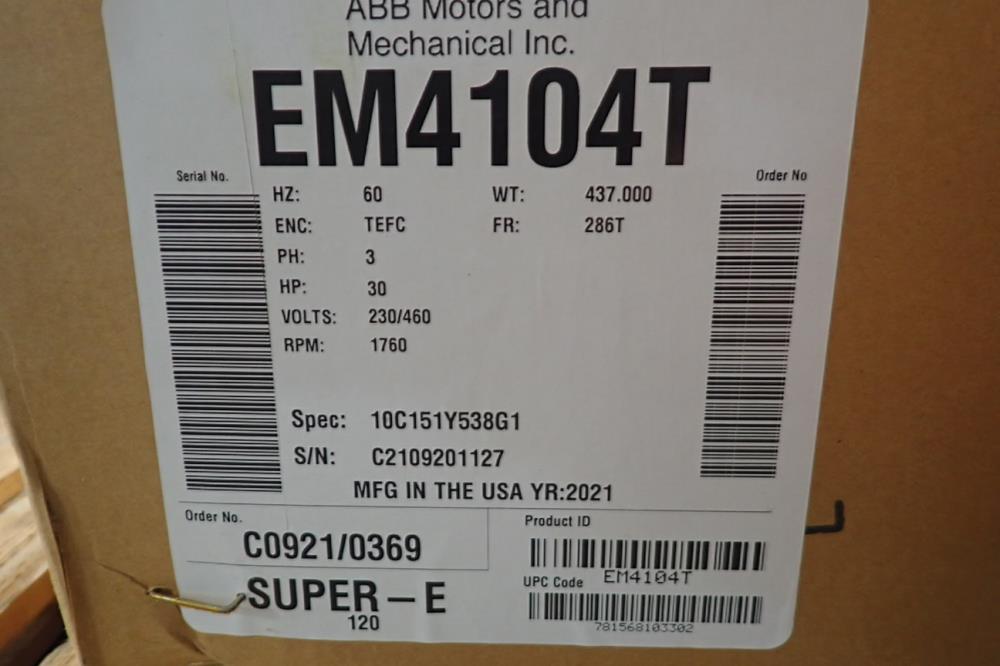 ABB Motors and
Mechanical Inc.
EM4104T
Serial No.
Order No
HZ: 60 WT: 437.000
ENC: TEFC FR: 286T
PH: 3
HP: 30
VOLTS: 230/460
RPM: 1760
Spec: 10C151Y538G1
S/N: C2109201127
MFG IN THE USA YR:2021
Order No.
C0921/0369
SUPER – E
120
Product ID
EM4104T
UPC Code
781568103302